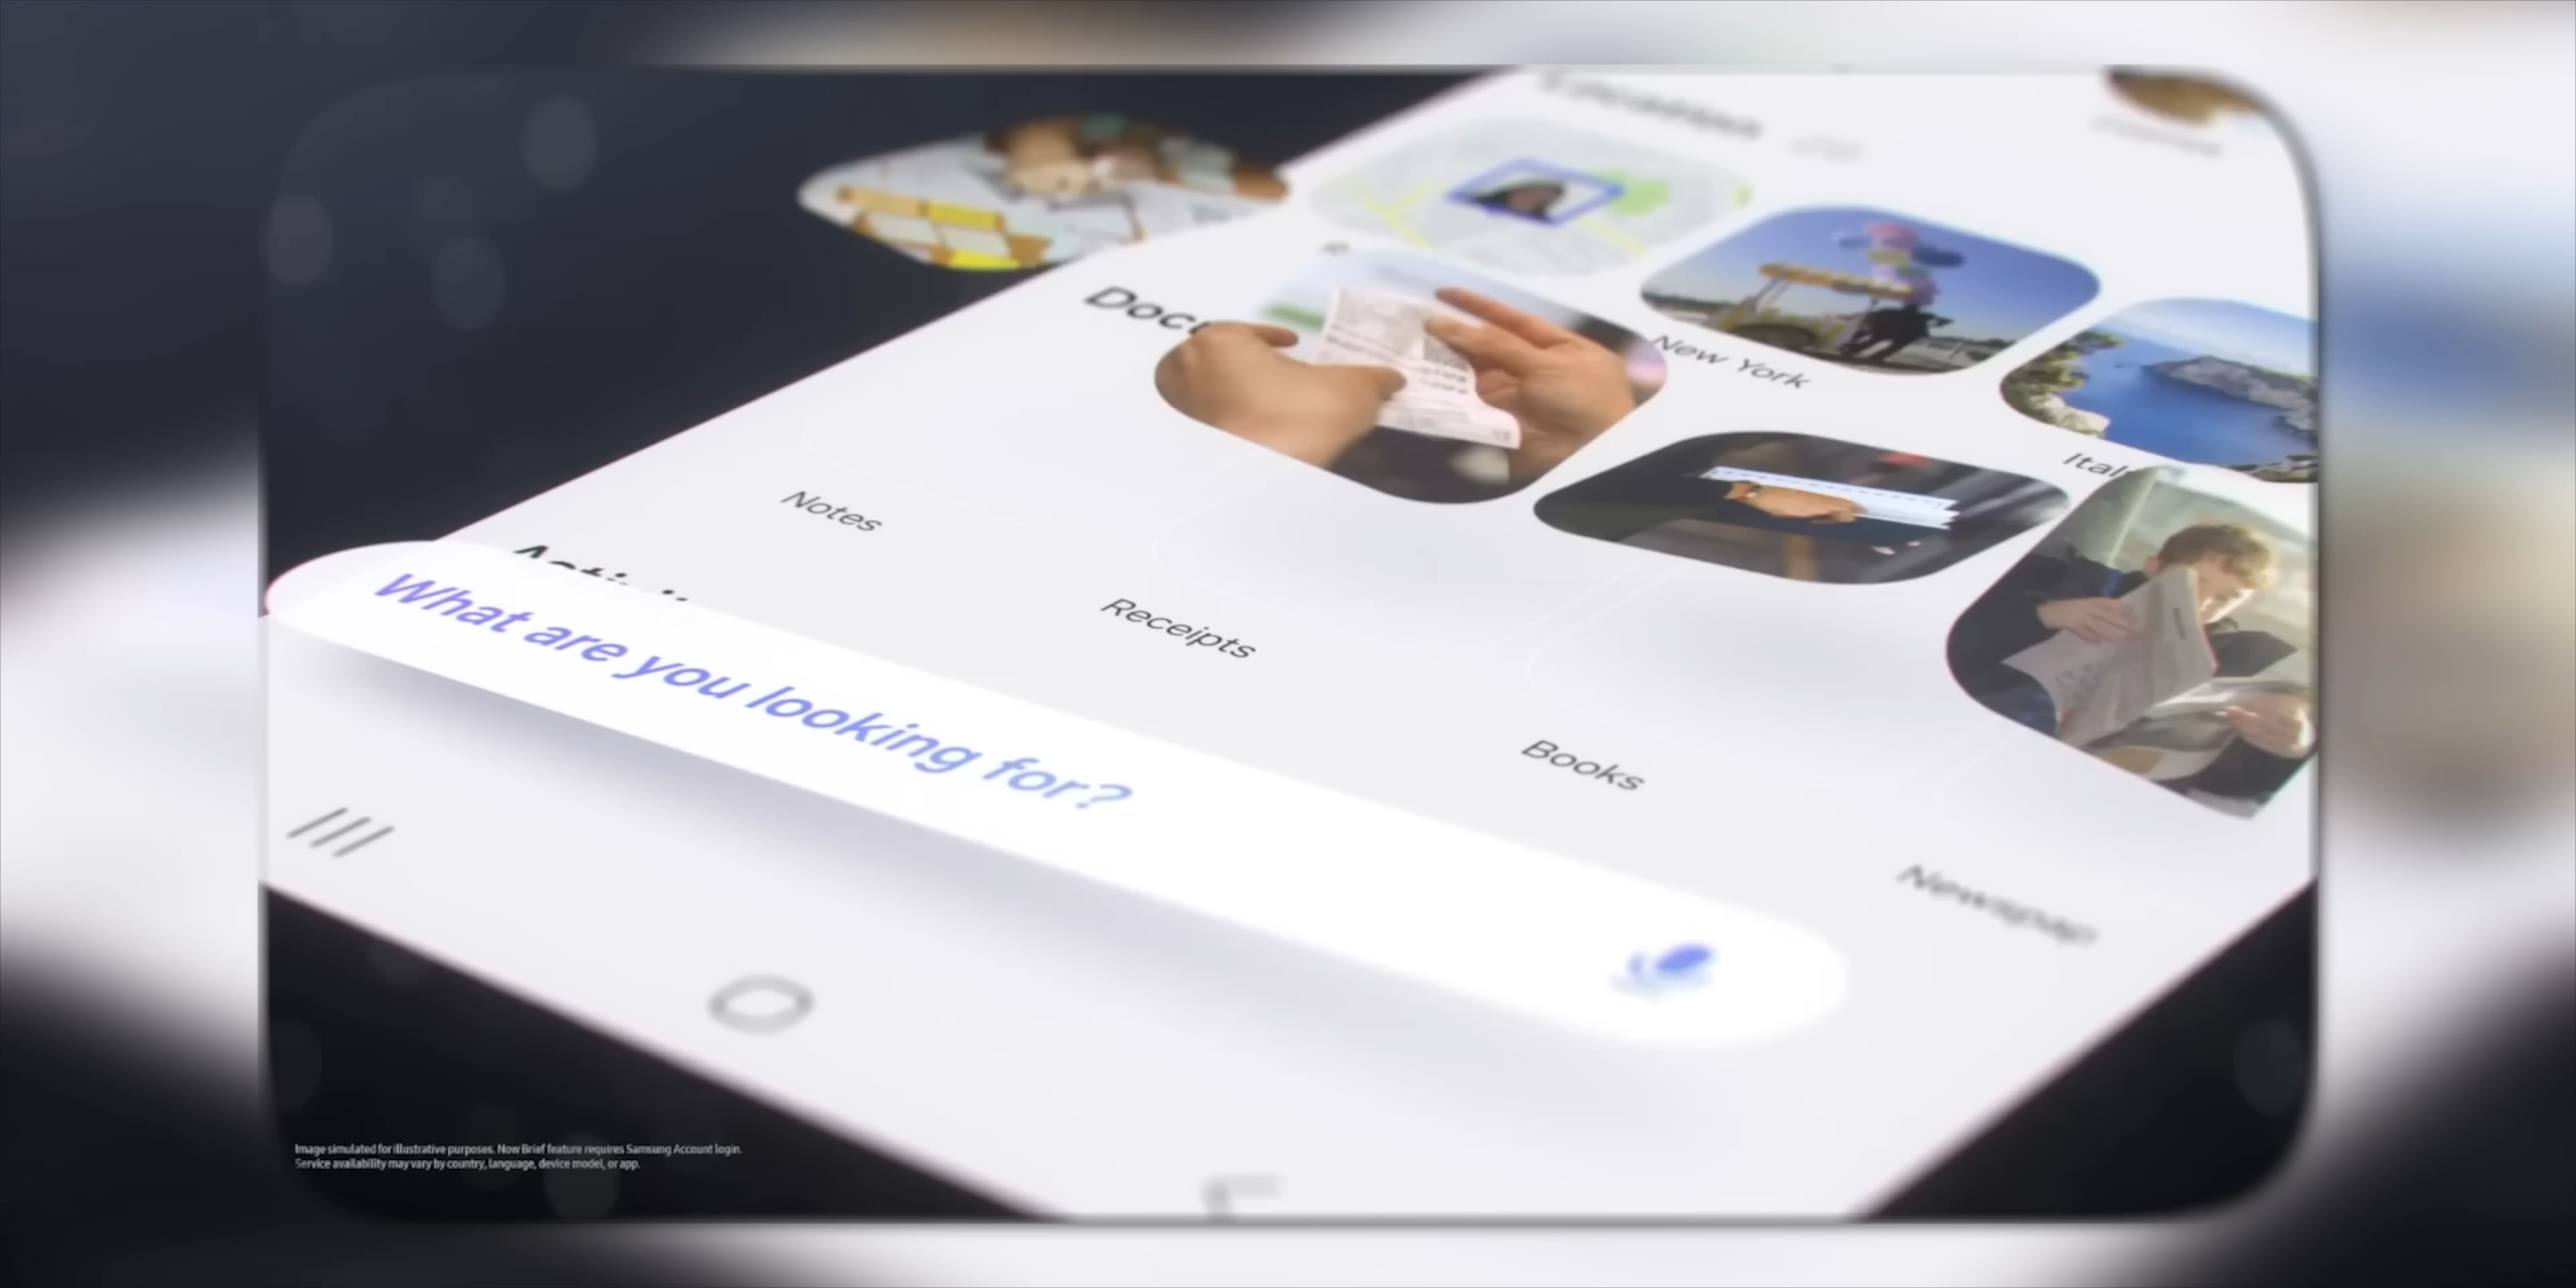 New York
Notes
Receipts
Books
What are you looking for?
Image simulated for illustrative purposes. Now Brief feature requires Samsung Account login.
Service availability may vary by country, language, device model, or app.